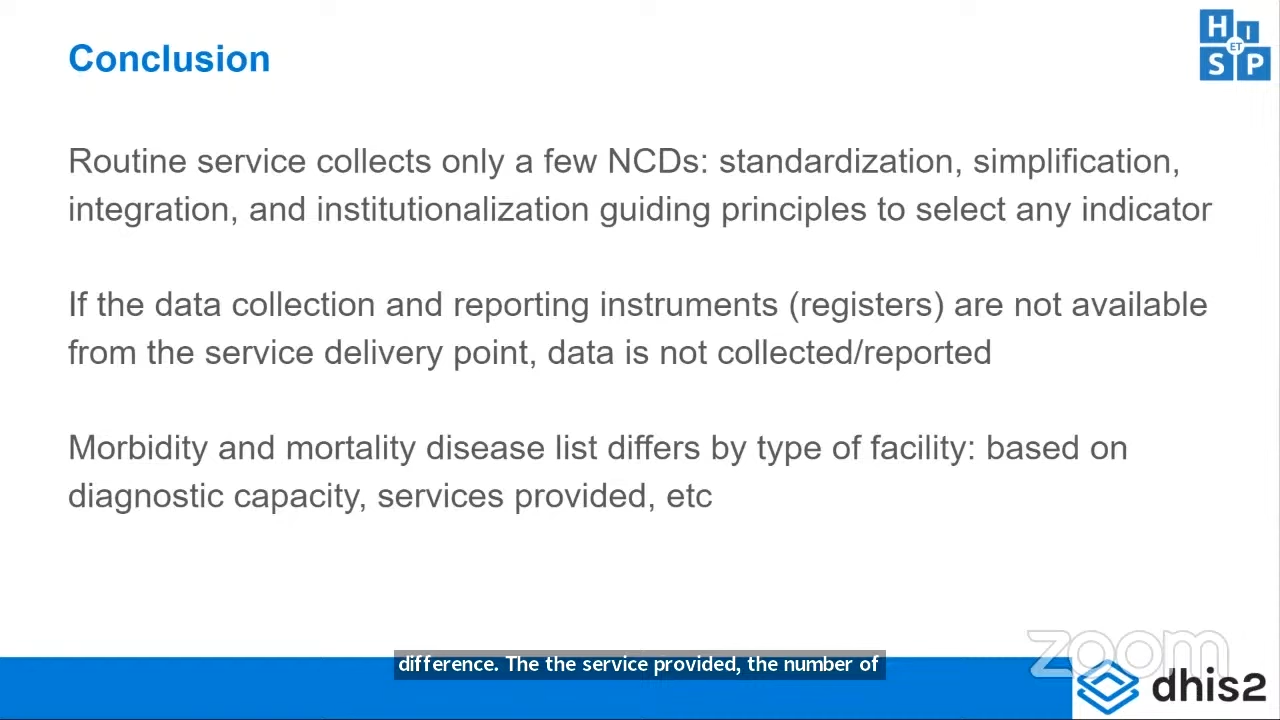 Conclusion
H I
ET
S P
Routine service collects only a few NCDs: standardization, simplification,
integration, and institutionalization guiding principles to select any indicator
If the data collection and reporting instruments (registers) are not available
from the service delivery point, data is not collected/reported
Morbidity and mortality disease list differs by type of facility: based on
diagnostic capacity, services provided, etc
zoom
difference. The the service provided, the number of
dhis2